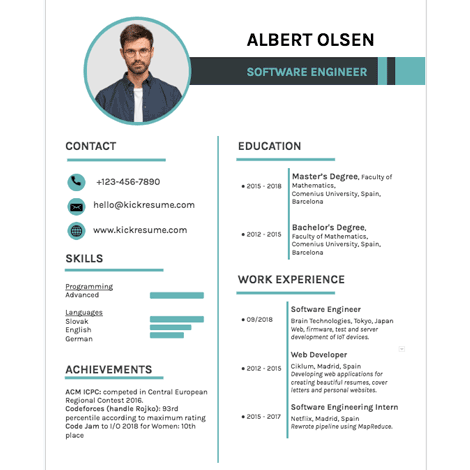 ALBERT OLSEN
SOFTWARE ENGINEER
CONTACT
+123-456-7890
hello@kickresume.com
www.kickresume.com
SKILLS
Programming
Advanced
Languages
Slovak
English
German
ACHIEVEMENTS
ACM ICPC: competed in Central European
Regional Contest 2016.
Codeforces (handle Rojko): 93rd
percentile according to maximum rating
Code Jam to I/O 2018 for Women: 10th
place
EDUCATION
2015 - 2018
Master's Degree, Faculty of
Mathematics,
Comenius University, Spain,
Barcelona
2012 - 2015
Bachelor's Degree,
Faculty of Mathematics,
Comenius University, Spain,
Barcelona
WORK EXPERIENCE
09/2018
Software Engineer
Brain Technologies, Tokyo, Japan
Web, firmware, test and server
development of IoT devices.
2012 - 2015
Web Developer
Ciklum, Madrid, Spain
Developing web applications for
creating beautiful resumes, cover
letters and personal websites.
2015 - 2017
Software Engineering Intern
Netflix, Madrid, Spain
Rewrote pipeline using MapReduce.